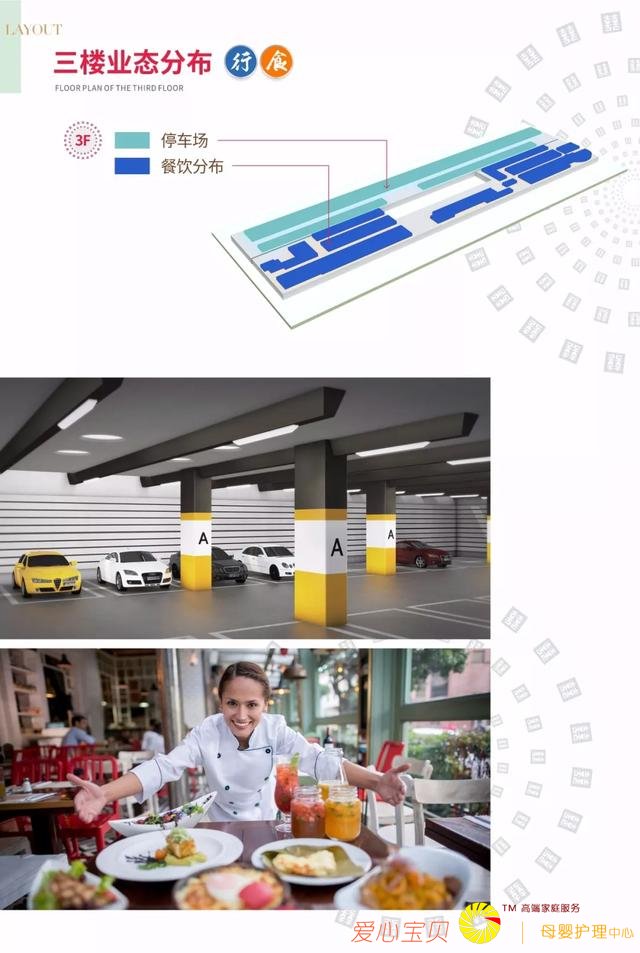 LAYOUT
三楼业态分布 行 食
FLOOR PLAN OF THE THIRD FLOOR
3F
停车场
餐饮分布
A
A
A
TM 高端家庭服务
爱心宝贝 | 母婴护理中心